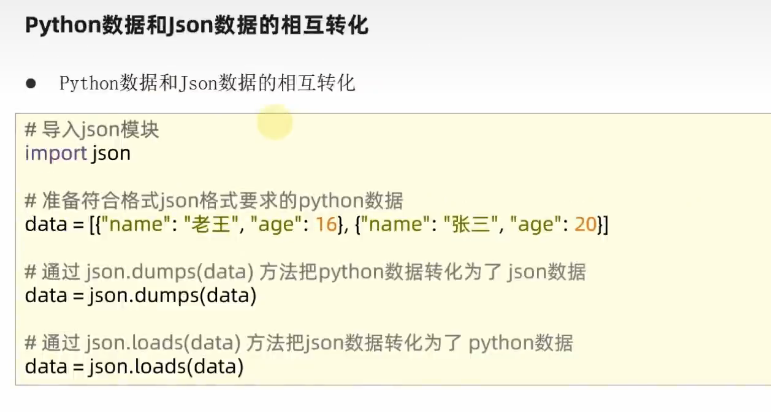 Python数据和Json数据的相互转化
● Python数据和Json数据的相互转化
# 导入json模块
import json
# 准备符合格式json格式要求的python数据
data = [{"name": "老王", "age": 16}, {"name": "张三", "age": 20}]
# 通过 json.dumps(data) 方法把python数据转化为了 json数据
data = json.dumps(data)
# 通过 json.loads(data) 方法把json数据转化为了 python数据
data = json.loads(data)